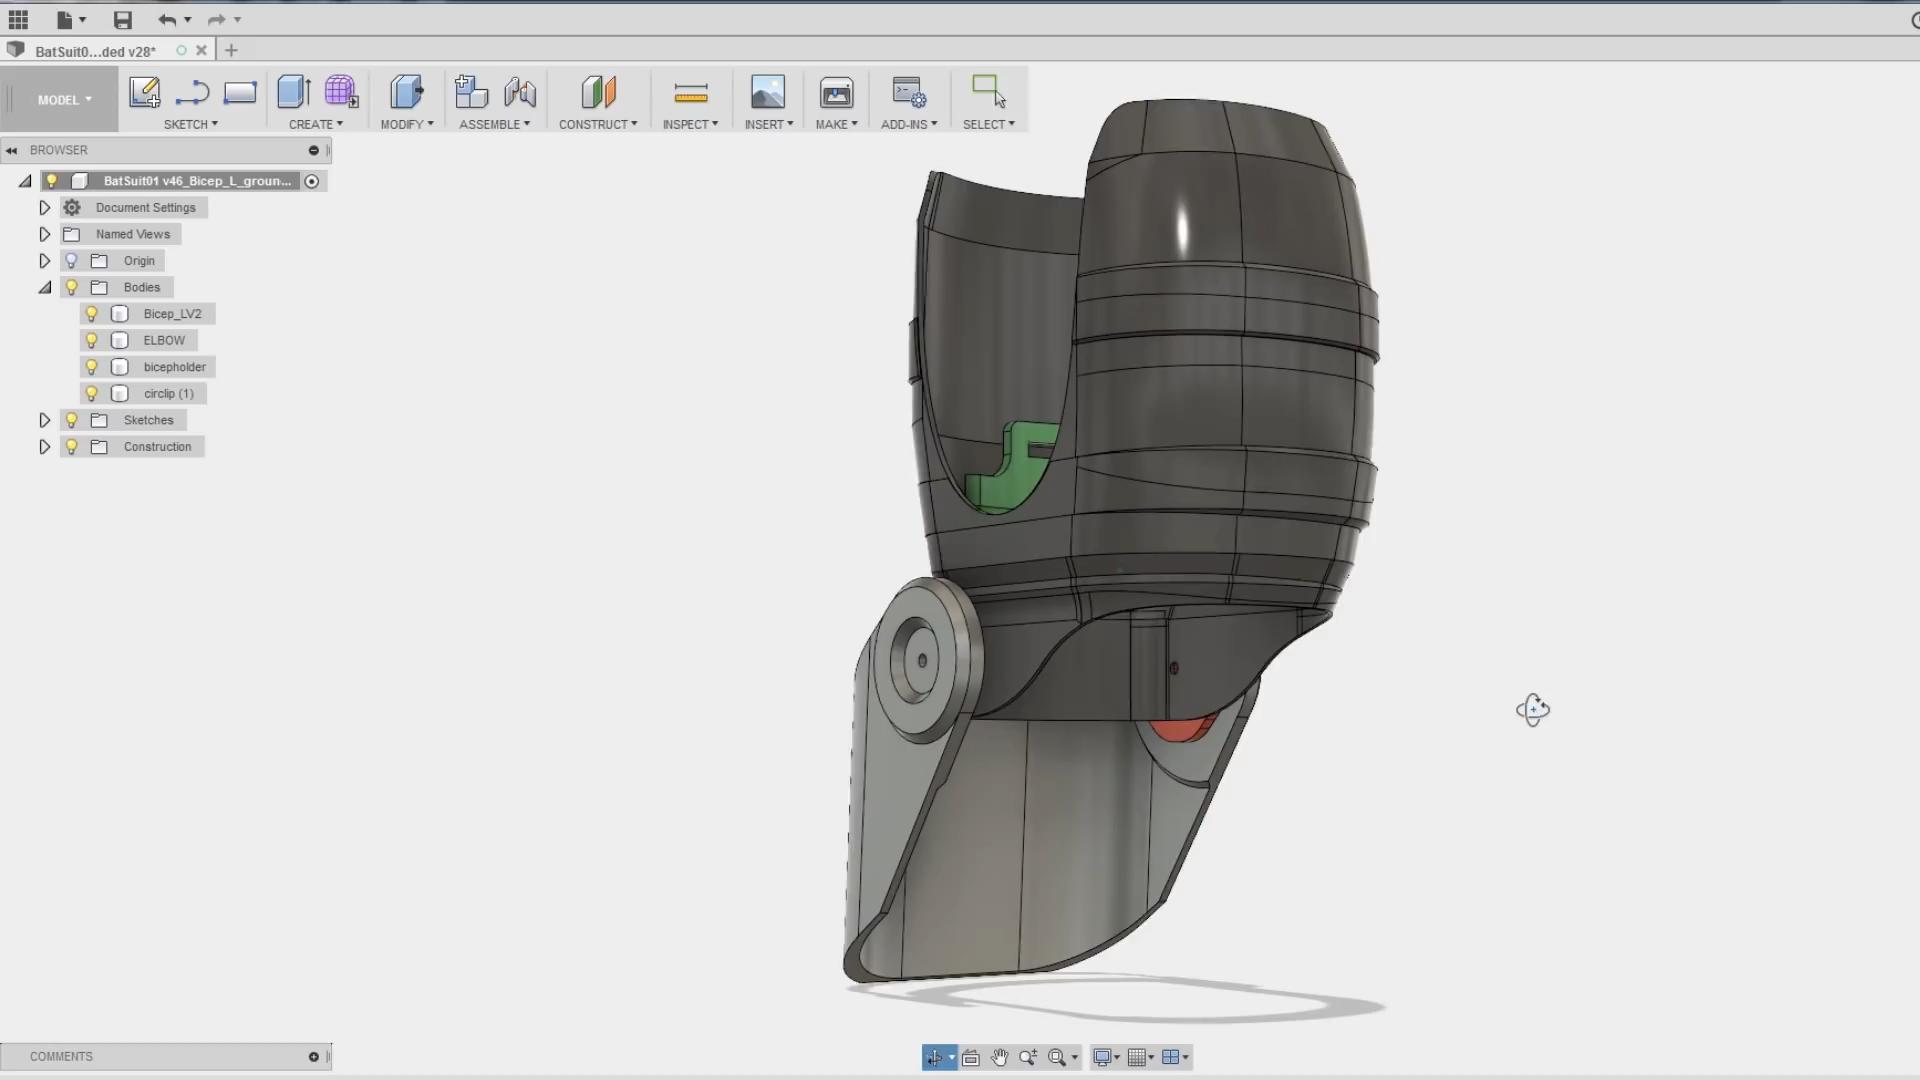 BatSuit0...ded v28*
MODEL
SKETCH
CREATE
MODIFY
ASSEMBLE
CONSTRUCT
INSPECT
INSERT
MAKE
ADD-INS
SELECT
BROWSER
BatSuit01 v46_Bicep_L_groun...
Document Settings
Named Views
Origin
Bodies
Bicep_LV2
ELBOW
bicepholder
circlip (1)
Sketches
Construction
COMMENTS